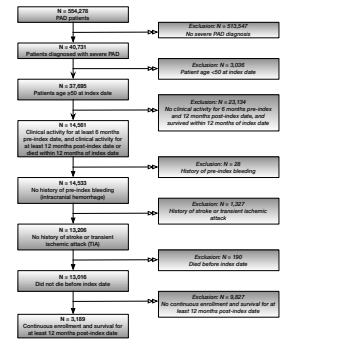 N = 554,278
PAD patients
Exclusion: N = 513,547
No severe PAD diagnosis
N = 40,731
Patients diagnosed with severe PAD
Exclusion: N = 3,036
Patient age <50 at index date
N = 37,695
Patients age ≥50 at index date
Exclusion: N = 23,134
No clinical activity for 6 months pre-index
and 12 months post-index date, and
survived within 12 months of index date
N = 14,561
Clinical activity for at least 6 months
pre-index date, and clinical activity for
at least 12 months post-index date or
died within 12 months of index date
Exclusion: N = 28
History of pre-index bleeding
N = 14,533
No history of pre-index bleeding
(intracranial hemorrhage)
Exclusion: N = 1,327
History of stroke or transient ischemic
attack
N = 13,206
No history of stroke or transient
ischemic attack (TIA)
Exclusion: N = 190
Died before index date
N = 13,016
Did not die before index date
Exclusion: N = 9,827
No continuous enrollment and survival for at
least 12 months post-index date
N = 3,189
Continuous enrollment and survival for
at least 12 months post-index date